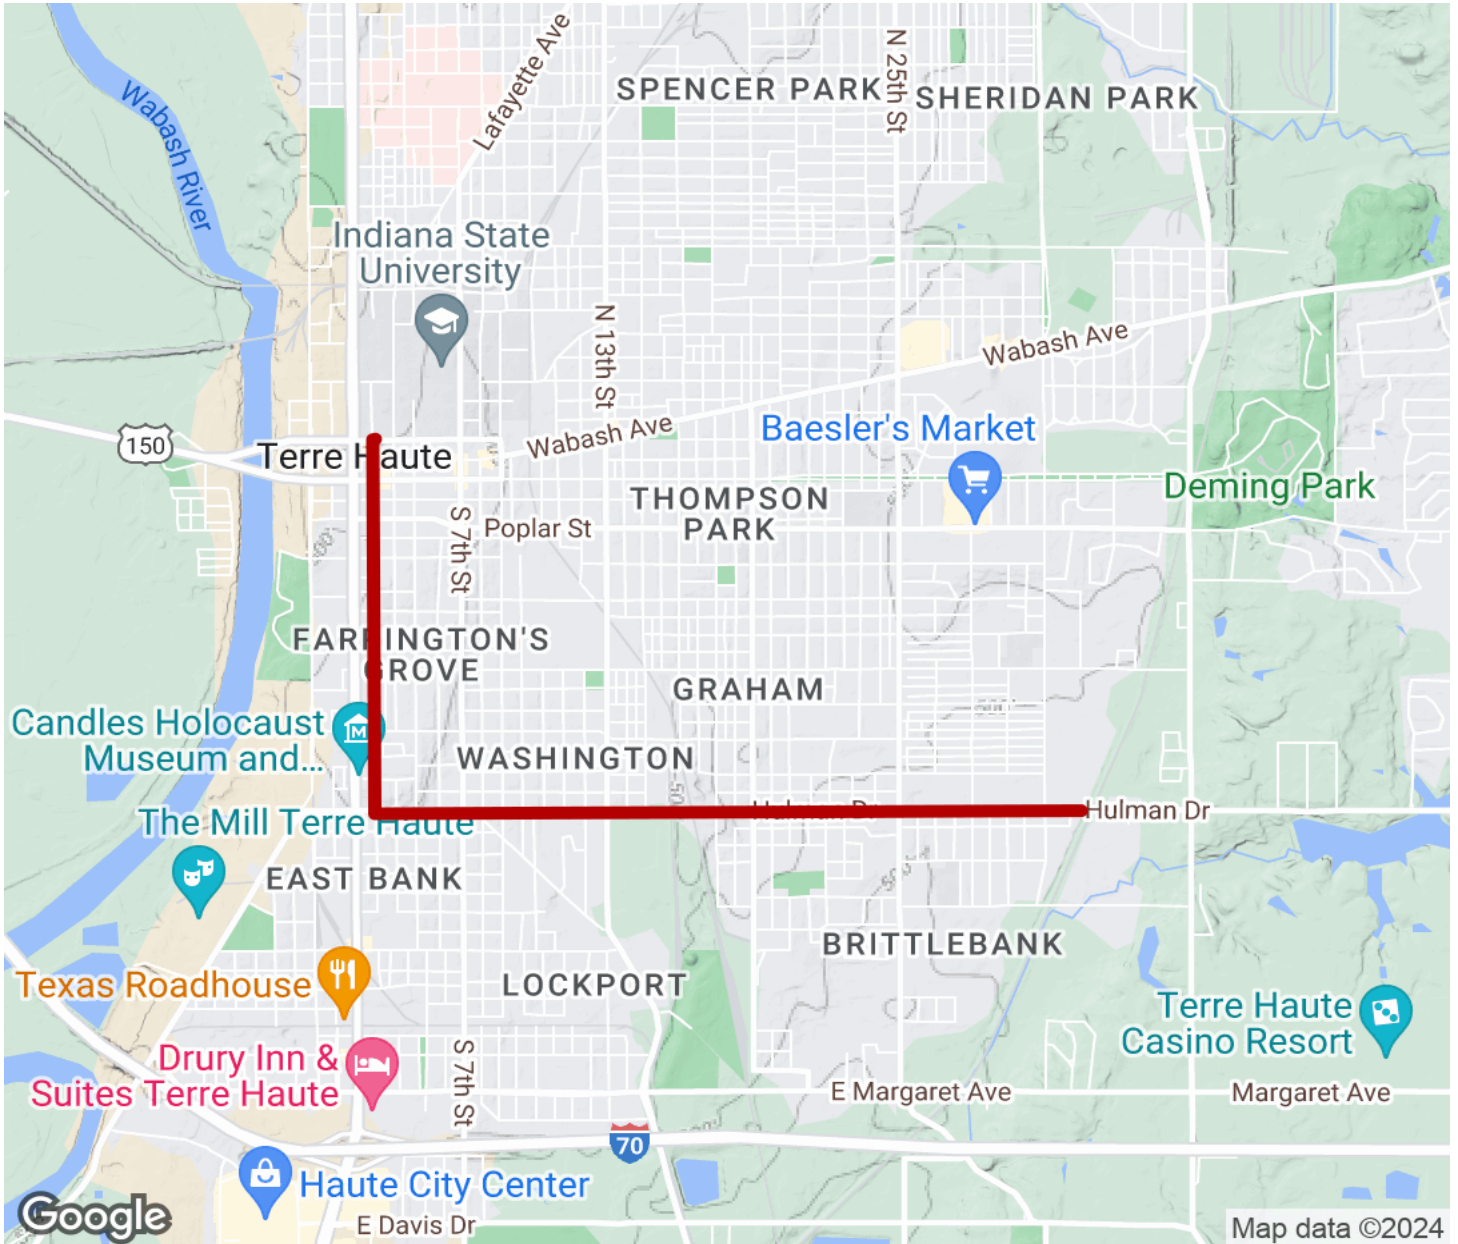 Lafayette Ave
N 25th St
SPENCER PARK
SHERIDAN PARK
Wabash River
Indiana State
University
N 13th St
Wabash Ave
150
Terre Haute
Wabash Ave
Baesler's Market
Deming Park
THOMPSON
PARK
S 7th St
Poplar St
FARRINGTON'S
GROVE
GRAHAM
Candles Holocaust
Museum and...
WASHINGTON
500
Hulman Dr
Hulman Dr
The Mill Terre Haute
EAST BANK
500
BRITTLEBANK
Texas Roadhouse
LOCKPORT
Terre Haute
Casino Resort
Drury Inn &
Suites Terre Haute
S 7th St
E Margaret Ave
Margaret Ave
70
Haute City Center
E Davis Dr
Google
Map data ©2024